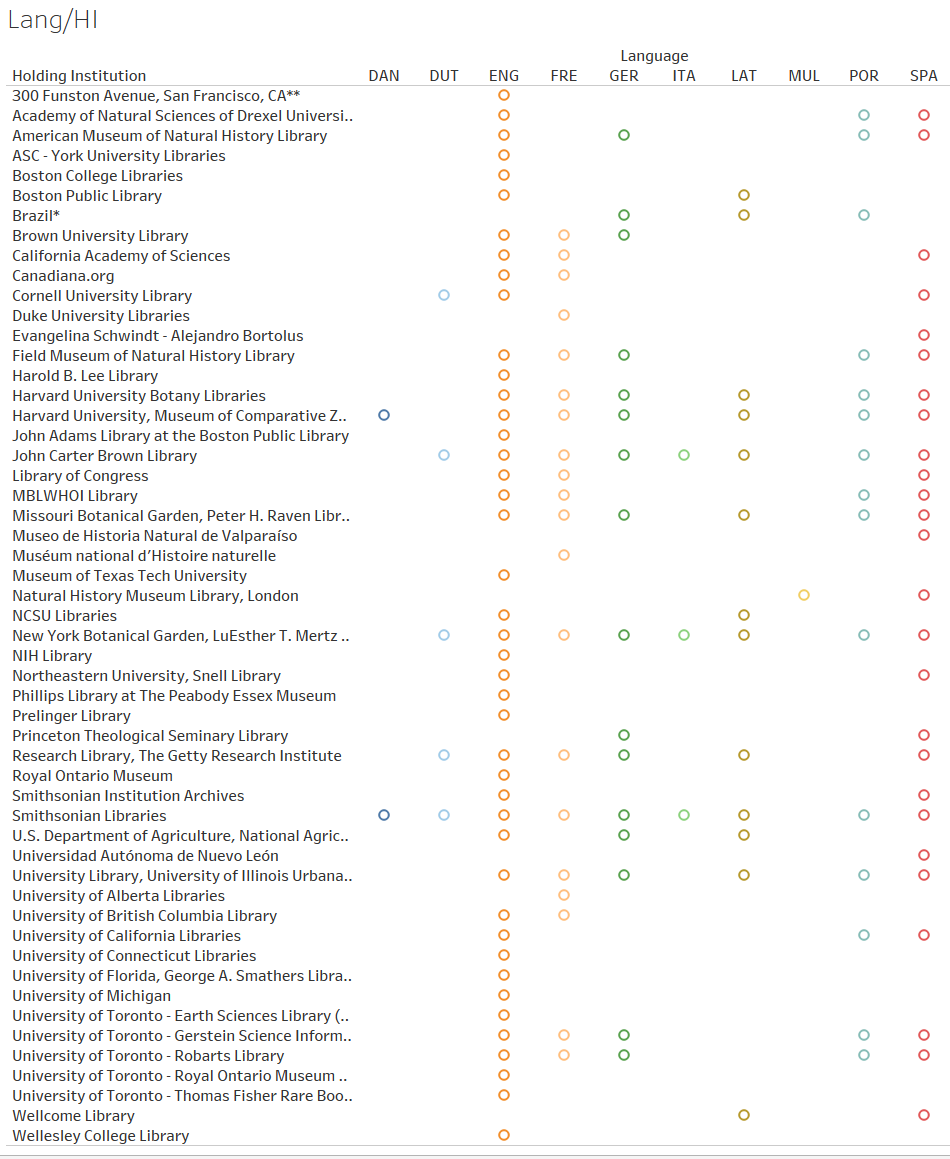 Lang/HI
Language
Holding Institution DAN DUT ENG FRE GER ITA LAT MUL POR SPA
300 Funston Avenue, San Francisco, CA**
Academy of Natural Sciences of Drexel Universi..
American Museum of Natural History Library
ASC - York University Libraries
Boston College Libraries
Boston Public Library
Brazil*
Brown University Library
California Academy of Sciences
Canadiana.org
Cornell University Library
Duke University Libraries
Evangelina Schwindt - Alejandro Bortolus
Field Museum of Natural History Library
Harold B. Lee Library
Harvard University Botany Libraries
Harvard University, Museum of Comparative Z..
John Adams Library at the Boston Public Library
John Carter Brown Library
Library of Congress
MBLWHOI Library
Missouri Botanical Garden, Peter H. Raven Libr..
Museo de Historia Natural de Valparaíso
Muséum national d’Histoire naturelle
Museum of Texas Tech University
Natural History Museum Library, London
NCSU Libraries
New York Botanical Garden, LuEsther T. Mertz ..
NIH Library
Northeastern University, Snell Library
Phillips Library at The Peabody Essex Museum
Prelinger Library
Princeton Theological Seminary Library
Research Library, The Getty Research Institute
Royal Ontario Museum
Smithsonian Institution Archives
Smithsonian Libraries
U.S. Department of Agriculture, National Agric..
Universidad Autónoma de Nuevo León
University Library, University of Illinois Urbana..
University of Alberta Libraries
University of British Columbia Library
University of California Libraries
University of Connecticut Libraries
University of Florida, George A. Smathers Libra..
University of Michigan
University of Toronto - Earth Sciences Library (..
University of Toronto - Gerstein Science Inform..
University of Toronto - Robarts Library
University of Toronto - Royal Ontario Museum ..
University of Toronto - Thomas Fisher Rare Boo..
Wellcome Library
Wellesley College Library